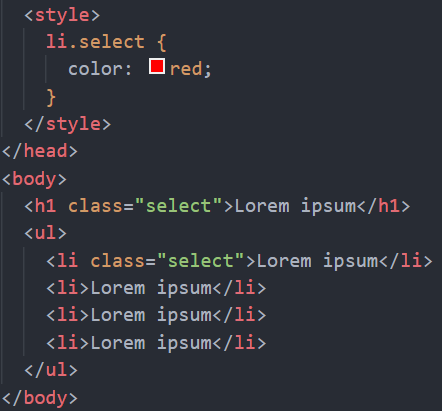 <style>
li.select {
color: red;
}
</style>
</head>
<body>
<h1 class="select">Lorem ipsum</h1>
<ul>
<li class="select">Lorem ipsum</li>
<li>Lorem ipsum</li>
<li>Lorem ipsum</li>
<li>Lorem ipsum</li>
</ul>
</body>